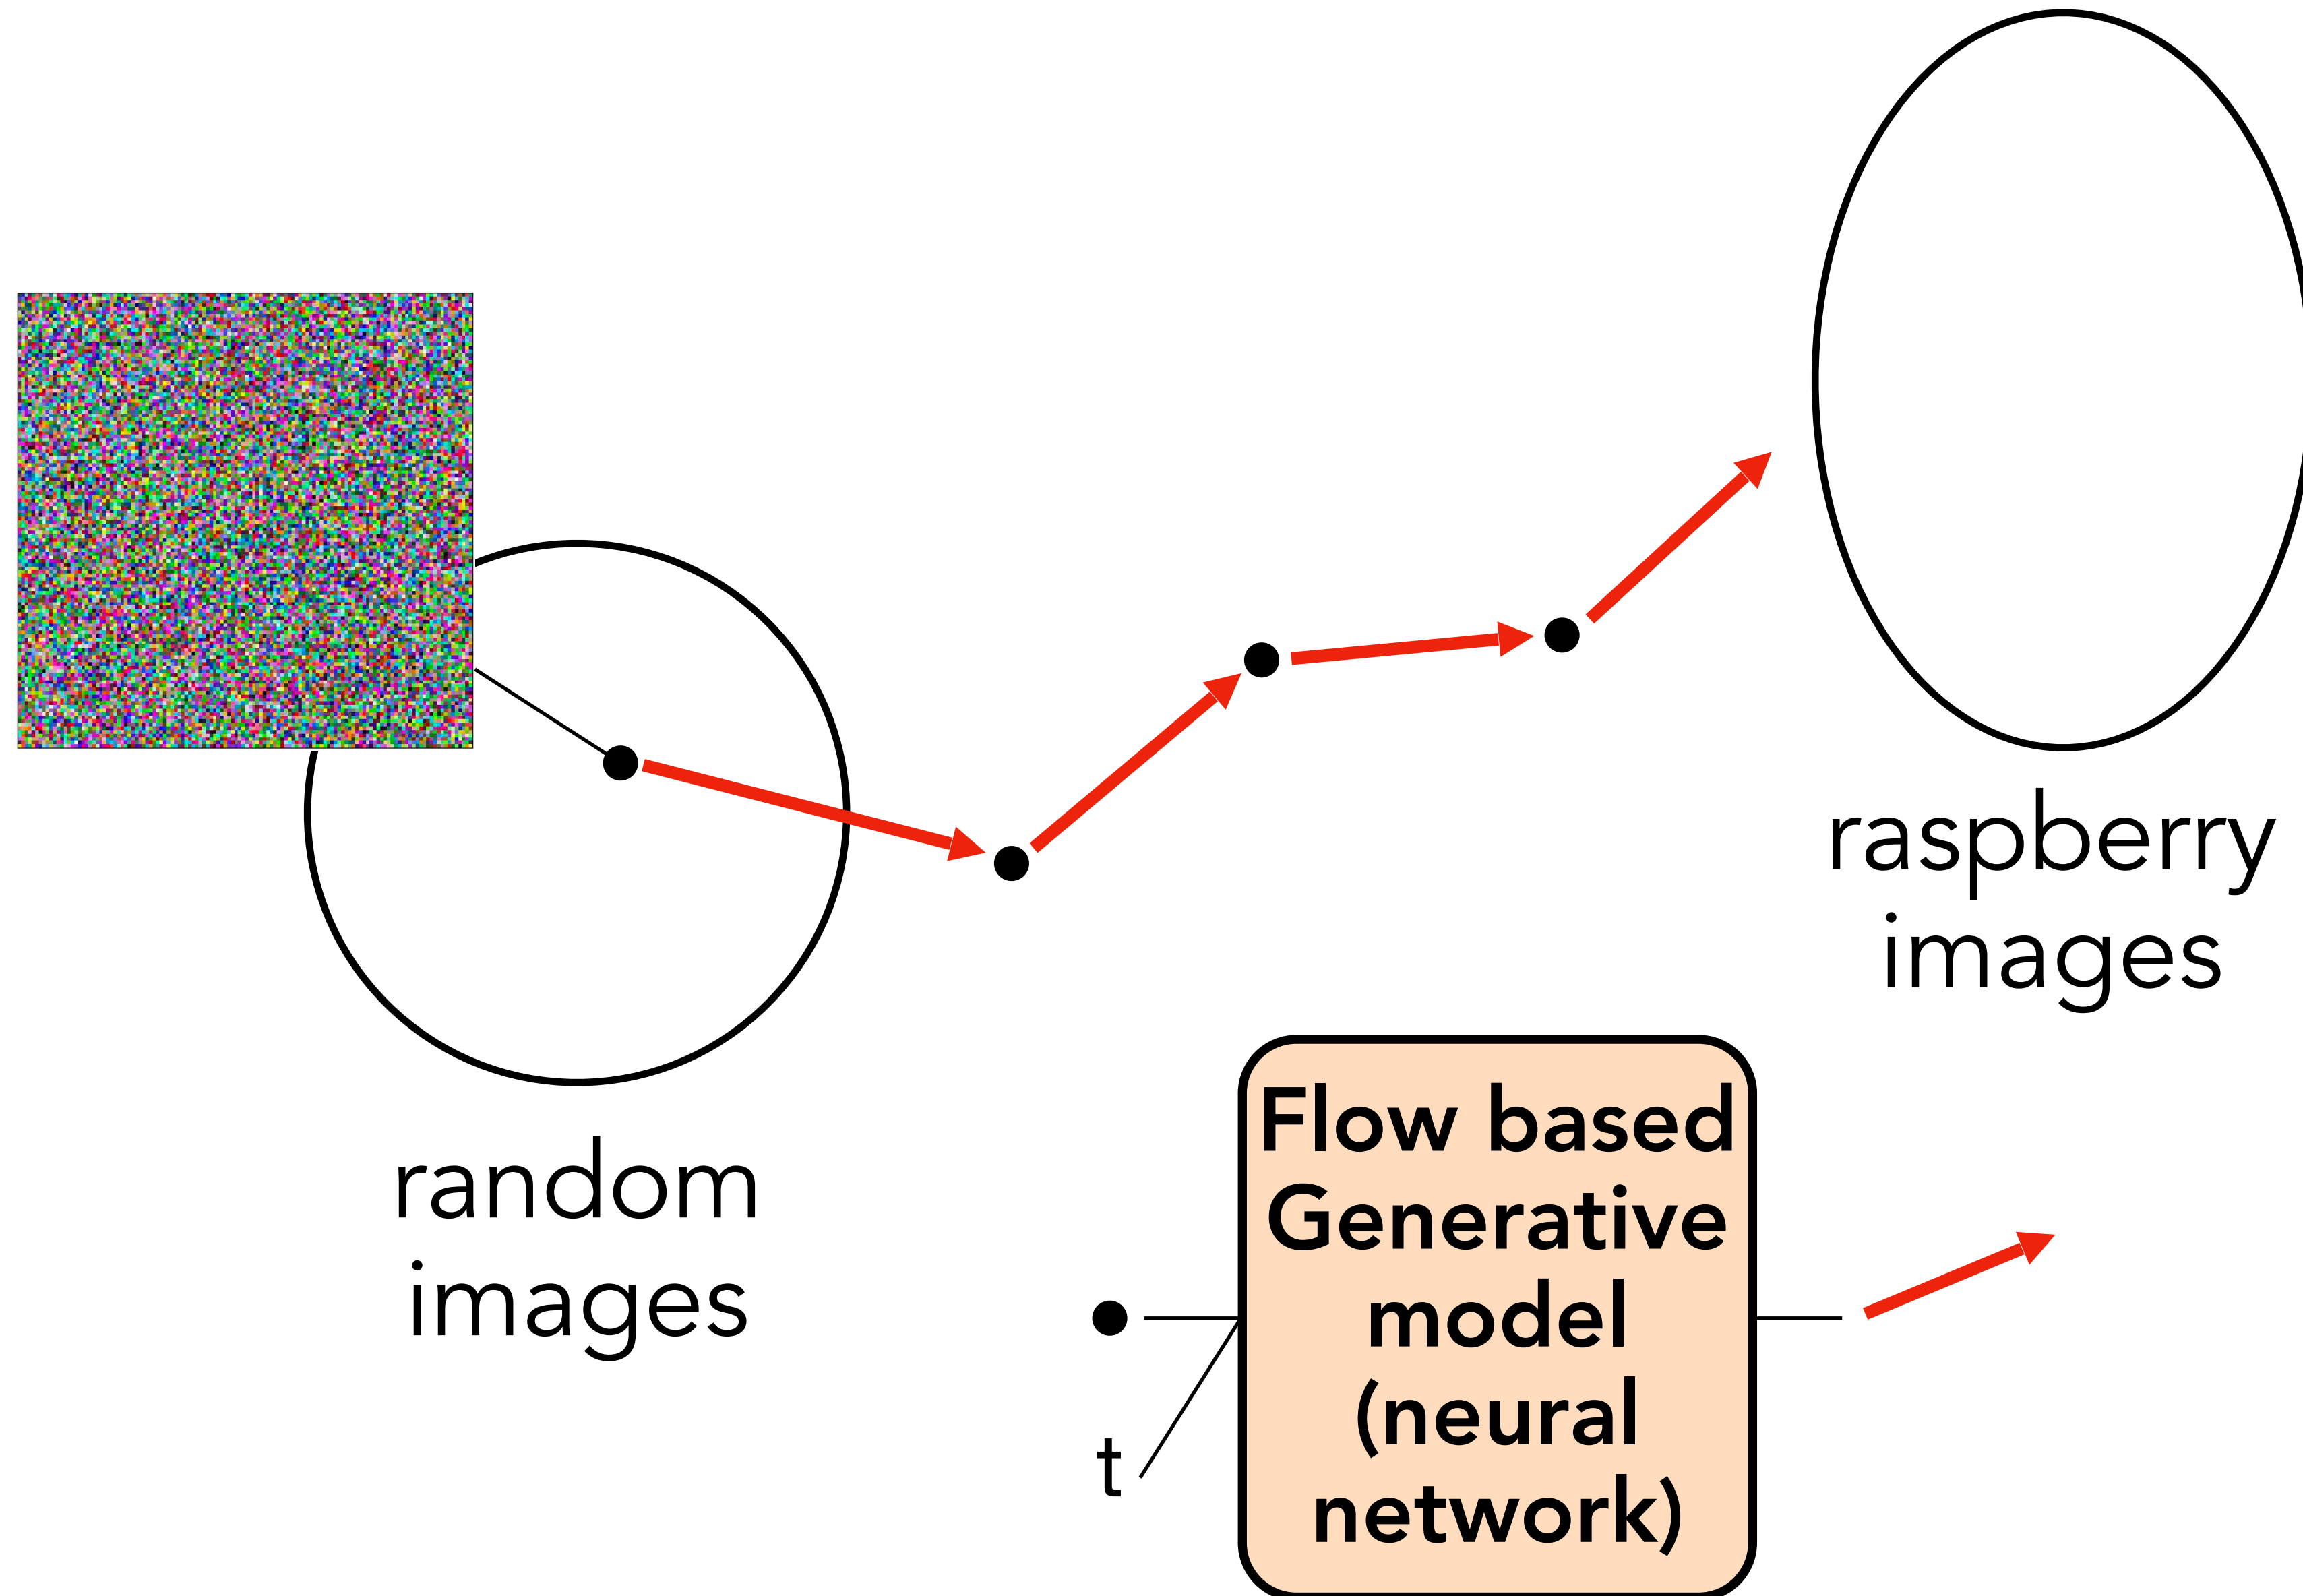 raspberry
images
random
images
Flow based
Generative
model
(neural
network)
t